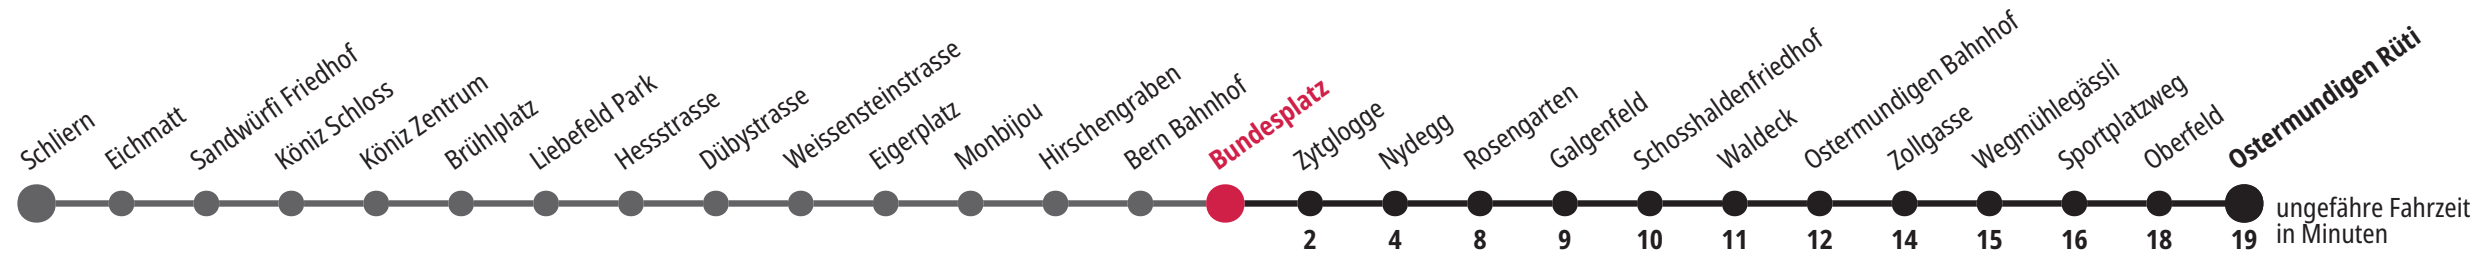 Schliern
Eichmatt
Sandwürfi Friedhof
Köniz Schloss
Köniz Zentrum
Brühlplatz
Liebefeld Park
Hessstrasse
Dübystrasse
Weissensteinstrasse
Eigerplatz
Monbijou
Hirschengraben
Bern Bahnhof
Bundesplatz
Zytglogge
Nydegg
Rosengarten
Galgenfeld
Schosshaldenfriedhof
Waldeck
Ostermundigen Bahnhof
Zollgasse
Wegmühlegässli
Sportplatzweg
Oberfeld
Ostermundigen Rüti
2 4 8 9 10 11 12 14 15 16 18 19
ungefähre Fahrzeit
in Minuten